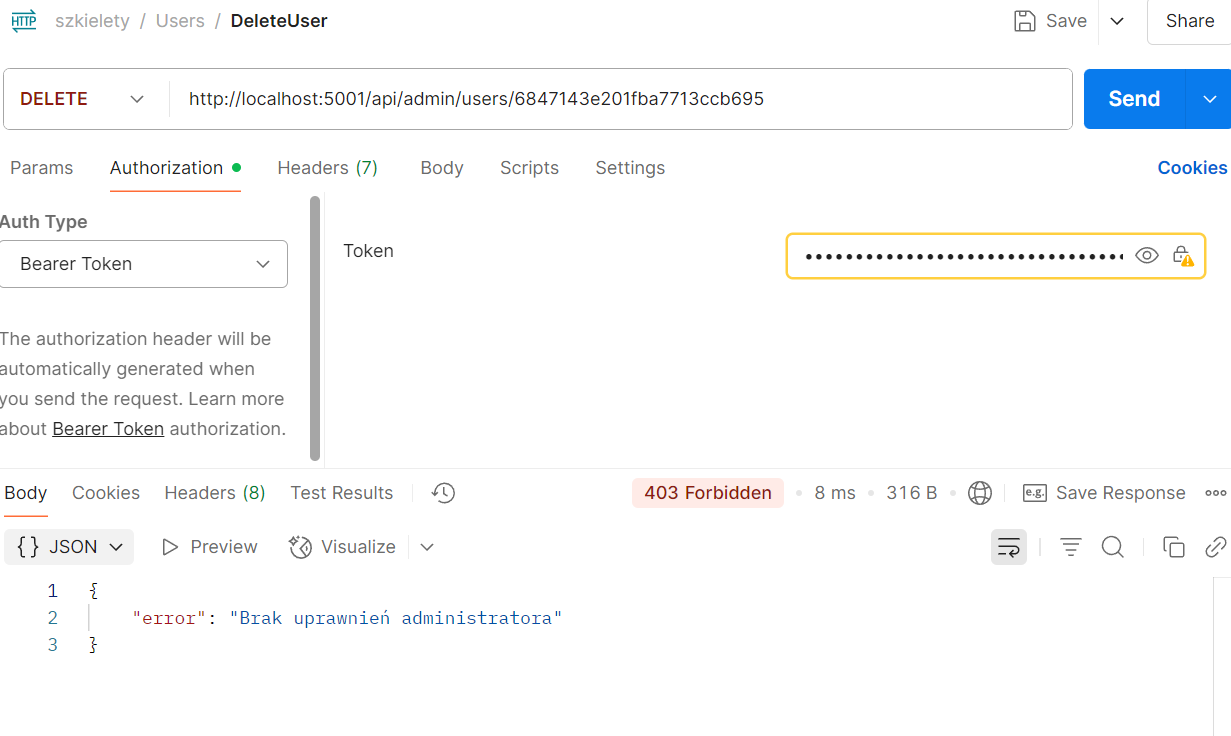 HTTP szkielety / Users / DeleteUser Save Share
DELETE http://localhost:5001/api/admin/users/6847143e201fba7713ccb695 Send
Params Authorization Headers (7) Body Scripts Settings Cookies
Auth Type
Bearer Token
Token ••••••••••••••••••••••••••••••••
The authorization header will be
automatically generated when
you send the request. Learn more
about Bearer Token authorization.
Body Cookies Headers (8) Test Results 403 Forbidden • 8 ms • 316 B • e.g. Save Response
{} JSON Preview Visualize
1 {
2 "error": "Brak uprawnień administratora"
3 }